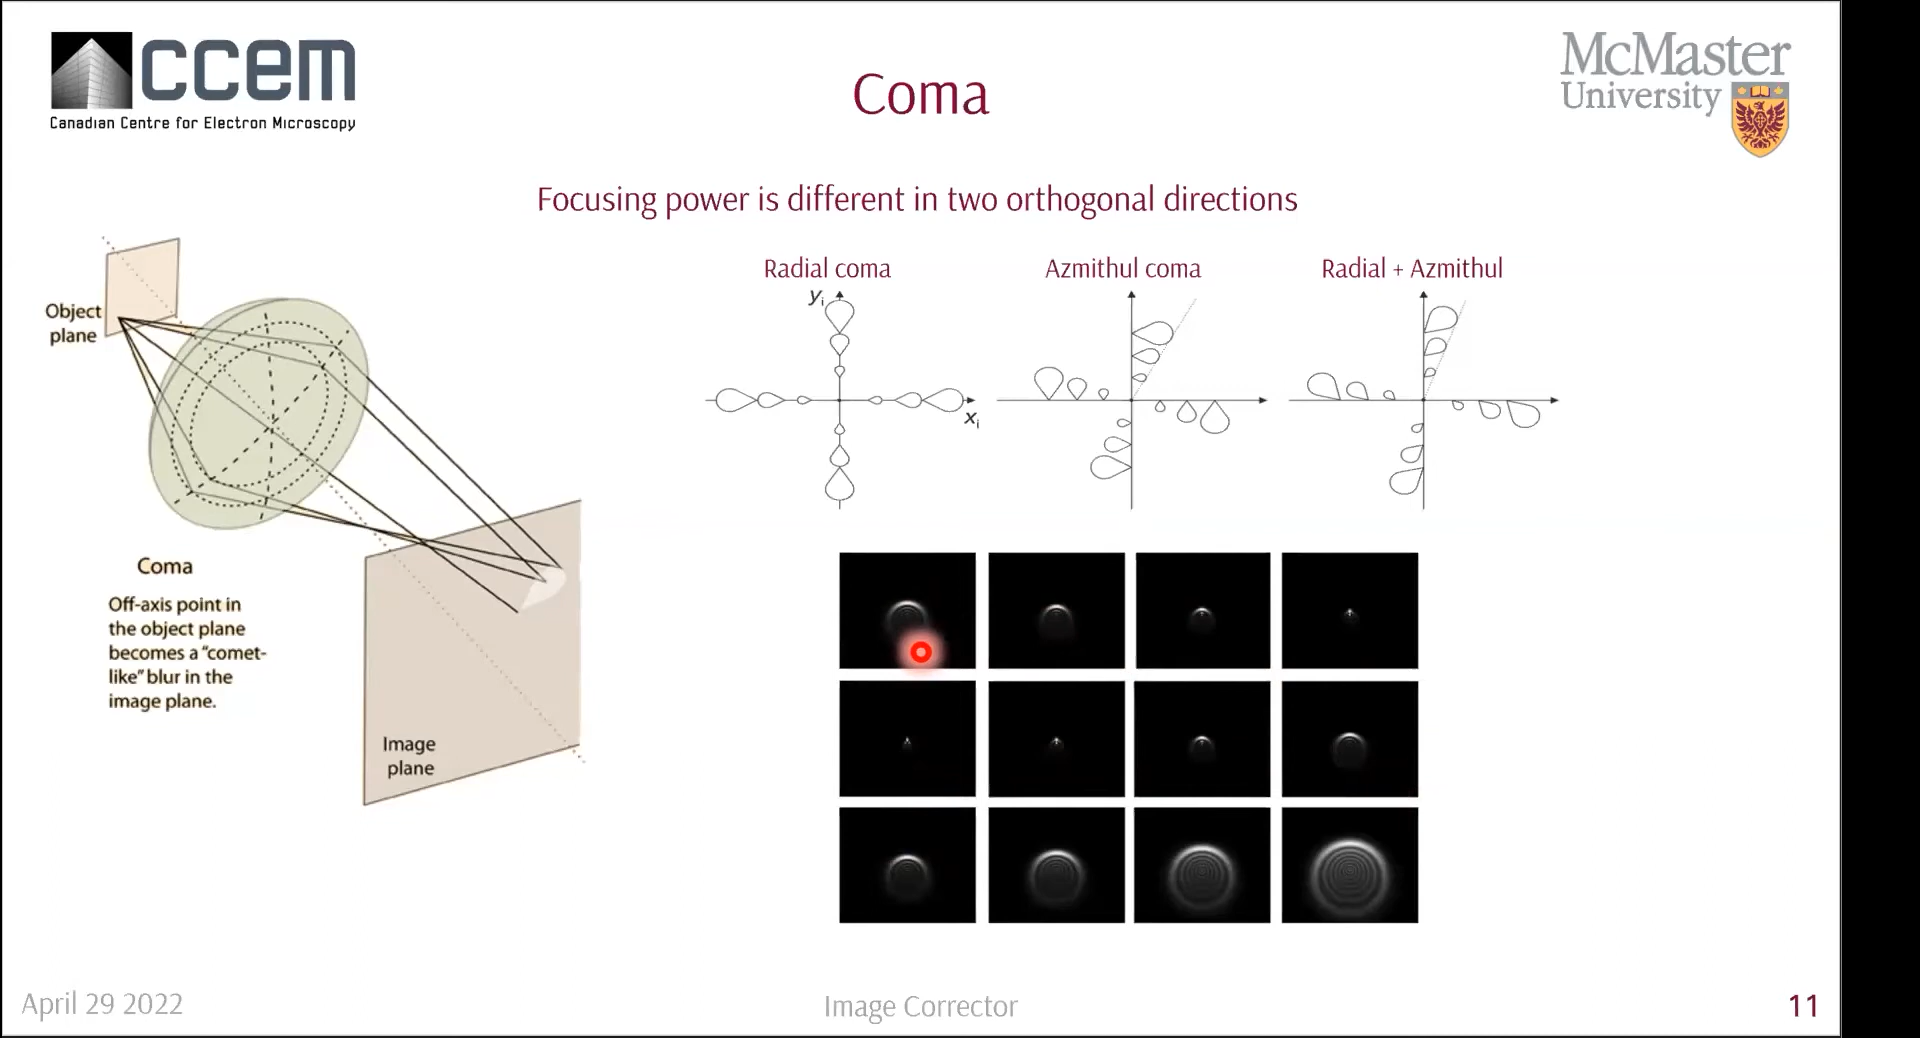 ccem
Canadian Centre for Electron Microscopy
Coma
McMaster
University
Focusing power is different in two orthogonal directions
Radial coma
Azmithul coma
Radial + Azmithul
yi
xi
Object
plane
Coma
Off-axis point in
the object plane
becomes a "comet-
like" blur in the
image plane.
Image
plane
April 29 2022
Image Corrector
11